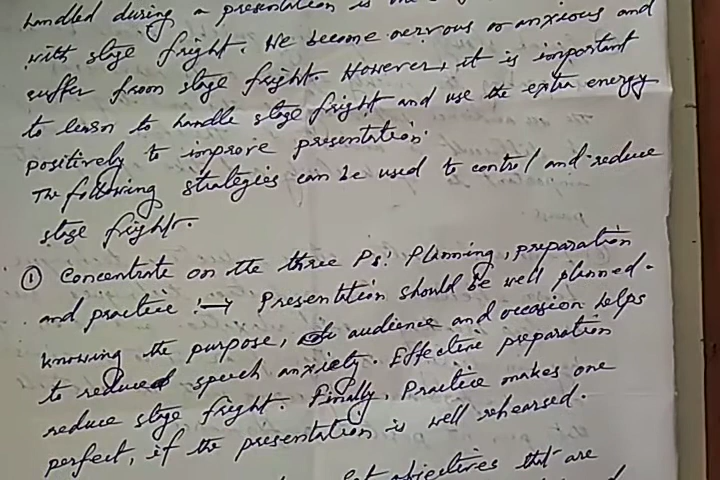 handled during a presentation is
with stage fright. We become nervous or anxious and
suffer from stage fright. However, it is important
to learn to handle stage fright and use the extra energy
positively to improve presentation.
The following strategies can be used to control and reduce
stage fright.
① Concentrate on the three Ps: Planning, preparation
and practice :→ Presentation should be well planned.
knowing the purpose, audience and occasion helps
to reduced speech anxiety. Effective preparation
reduce stage fright. Finally, Practice makes one
perfect, if the presentation is well rehearsed.
objectives that are